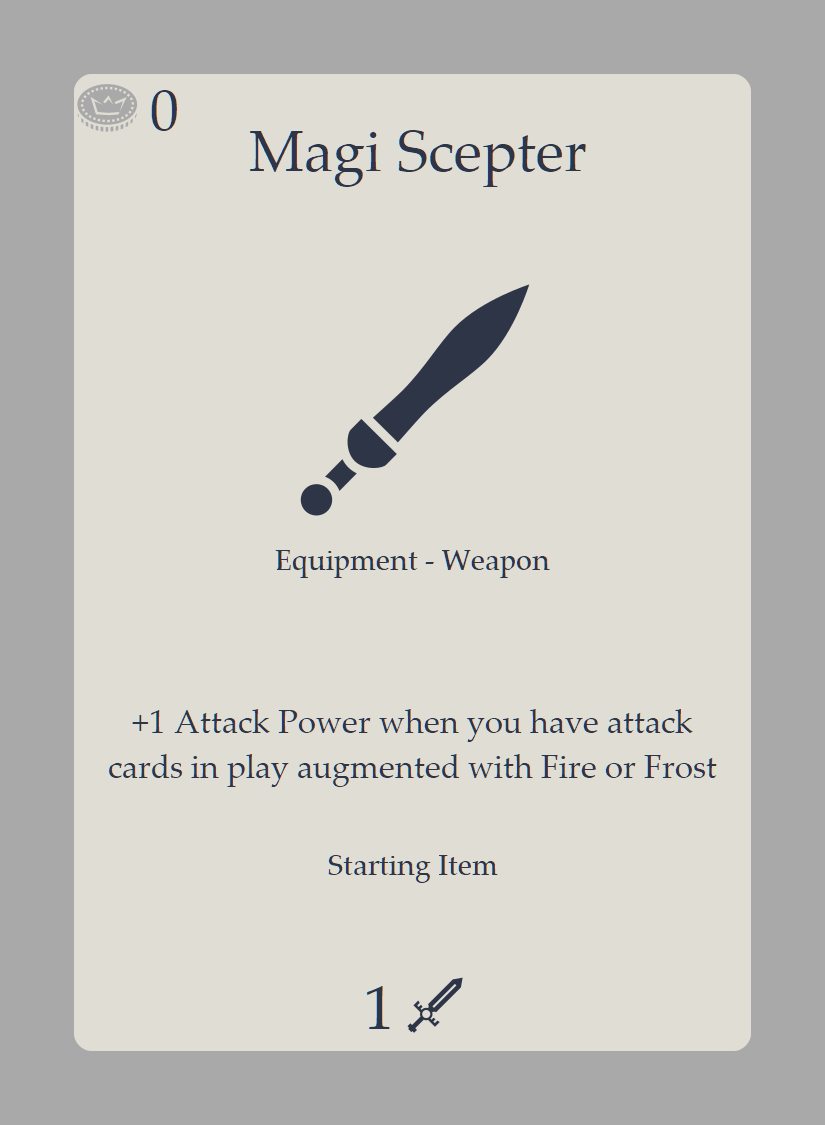 0
Magi Scepter
Equipment - Weapon
+1 Attack Power when you have attack
cards in play augmented with Fire or Frost
Starting Item
1